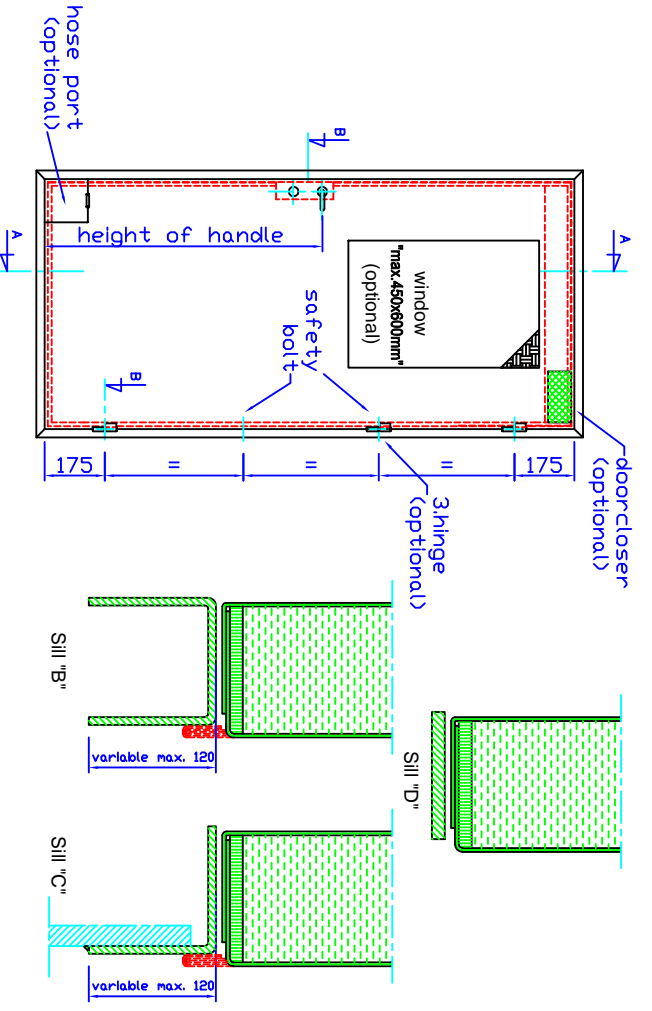 hose port
(optional)
B
A
A
height of handle
window
"max.450x600mm"
(optional)
safety
bolt
B
doorcloser
(optional)
3.hinge
(optional)
175
=
=
=
175
Sill "D"
Sill "B"
variable max. 120
Sill "C"
variable max. 120